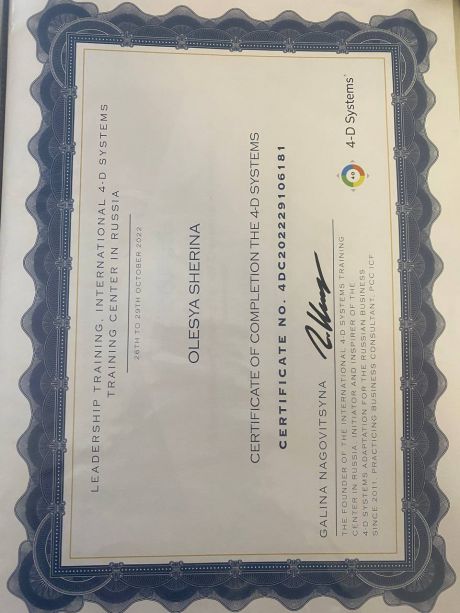 LEADERSHIP TRAINING. INTERNATIONAL 4-D SYSTEMS
TRAINING CENTER IN RUSSIA
26TH TO 29TH OCTOBER 2022
OLESYA SHERINA
CERTIFICATE OF COMPLETION THE 4-D SYSTEMS
CERTIFICATE NO. 4DC202229106181
GALINA NAGOVITSYNA
THE FOUNDER OF THE INTERNATIONAL 4-D SYSTEMS TRAINING
CENTER IN RUSSIA. INITIATOR AND INSPIRER OF THE
4-D SYSTEMS ADAPTATION FOR THE RUSSIAN BUSINESS
SINCE 2011. PRACTICING BUSINESS CONSULTANT, PCC ICF
4-D
4-D Systems